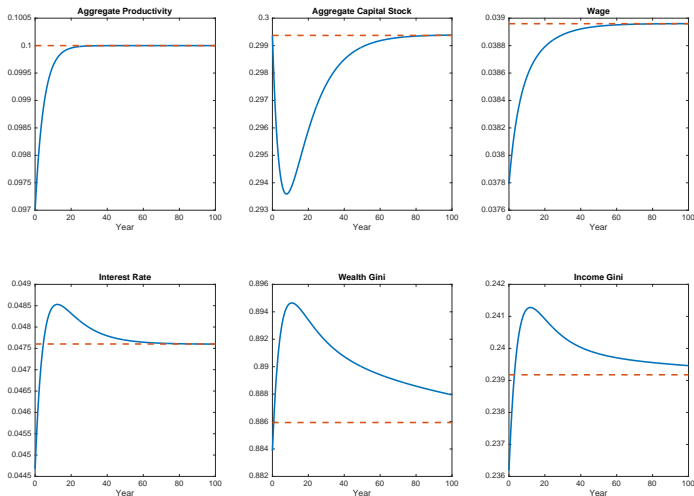 Aggregate Productivity
0.1005
0.1
0.0995
0.099
0.0985
0.098
0.0975
0.097
0 20 40 60 80 100
Year
Aggregate Capital Stock
0.3
0.299
0.298
0.297
0.296
0.295
0.294
0.293
0 20 40 60 80 100
Year
Wage
0.039
0.0388
0.0386
0.0384
0.0382
0.038
0.0378
0.0376
0 20 40 60 80 100
Year
Interest Rate
0.049
0.0485
0.048
0.0475
0.047
0.0465
0.046
0.0455
0.045
0.0445
0 20 40 60 80 100
Year
Wealth Gini
0.896
0.894
0.892
0.89
0.888
0.886
0.884
0.882
0 20 40 60 80 100
Year
Income Gini
0.242
0.241
0.24
0.239
0.238
0.237
0.236
0 20 40 60 80 100
Year